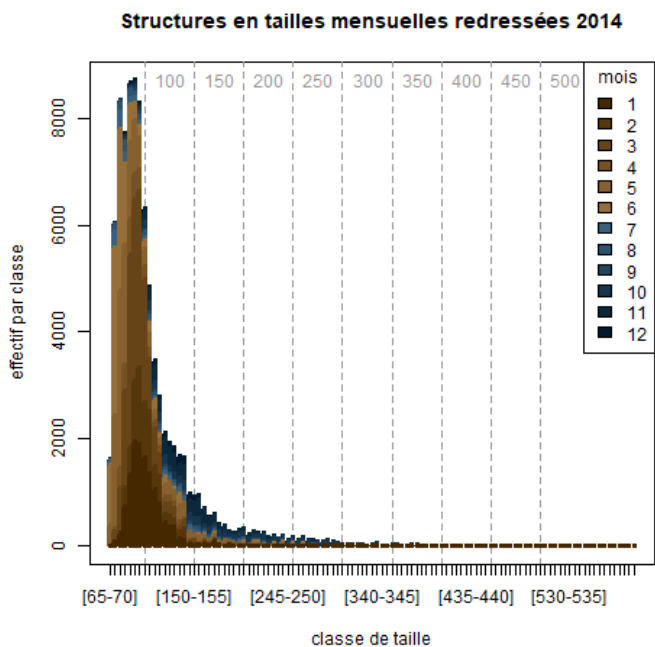 Structures en tailles mensuelles redressées 2014
100 150 200 250 300 350 400 450 500
mois
1
2
3
4
5
6
7
8
9
10
11
12
8000
6000
4000
2000
0
effectif par classe
[65-70] [150-155] [245-250] [340-345] [435-440] [530-535]
classe de taille